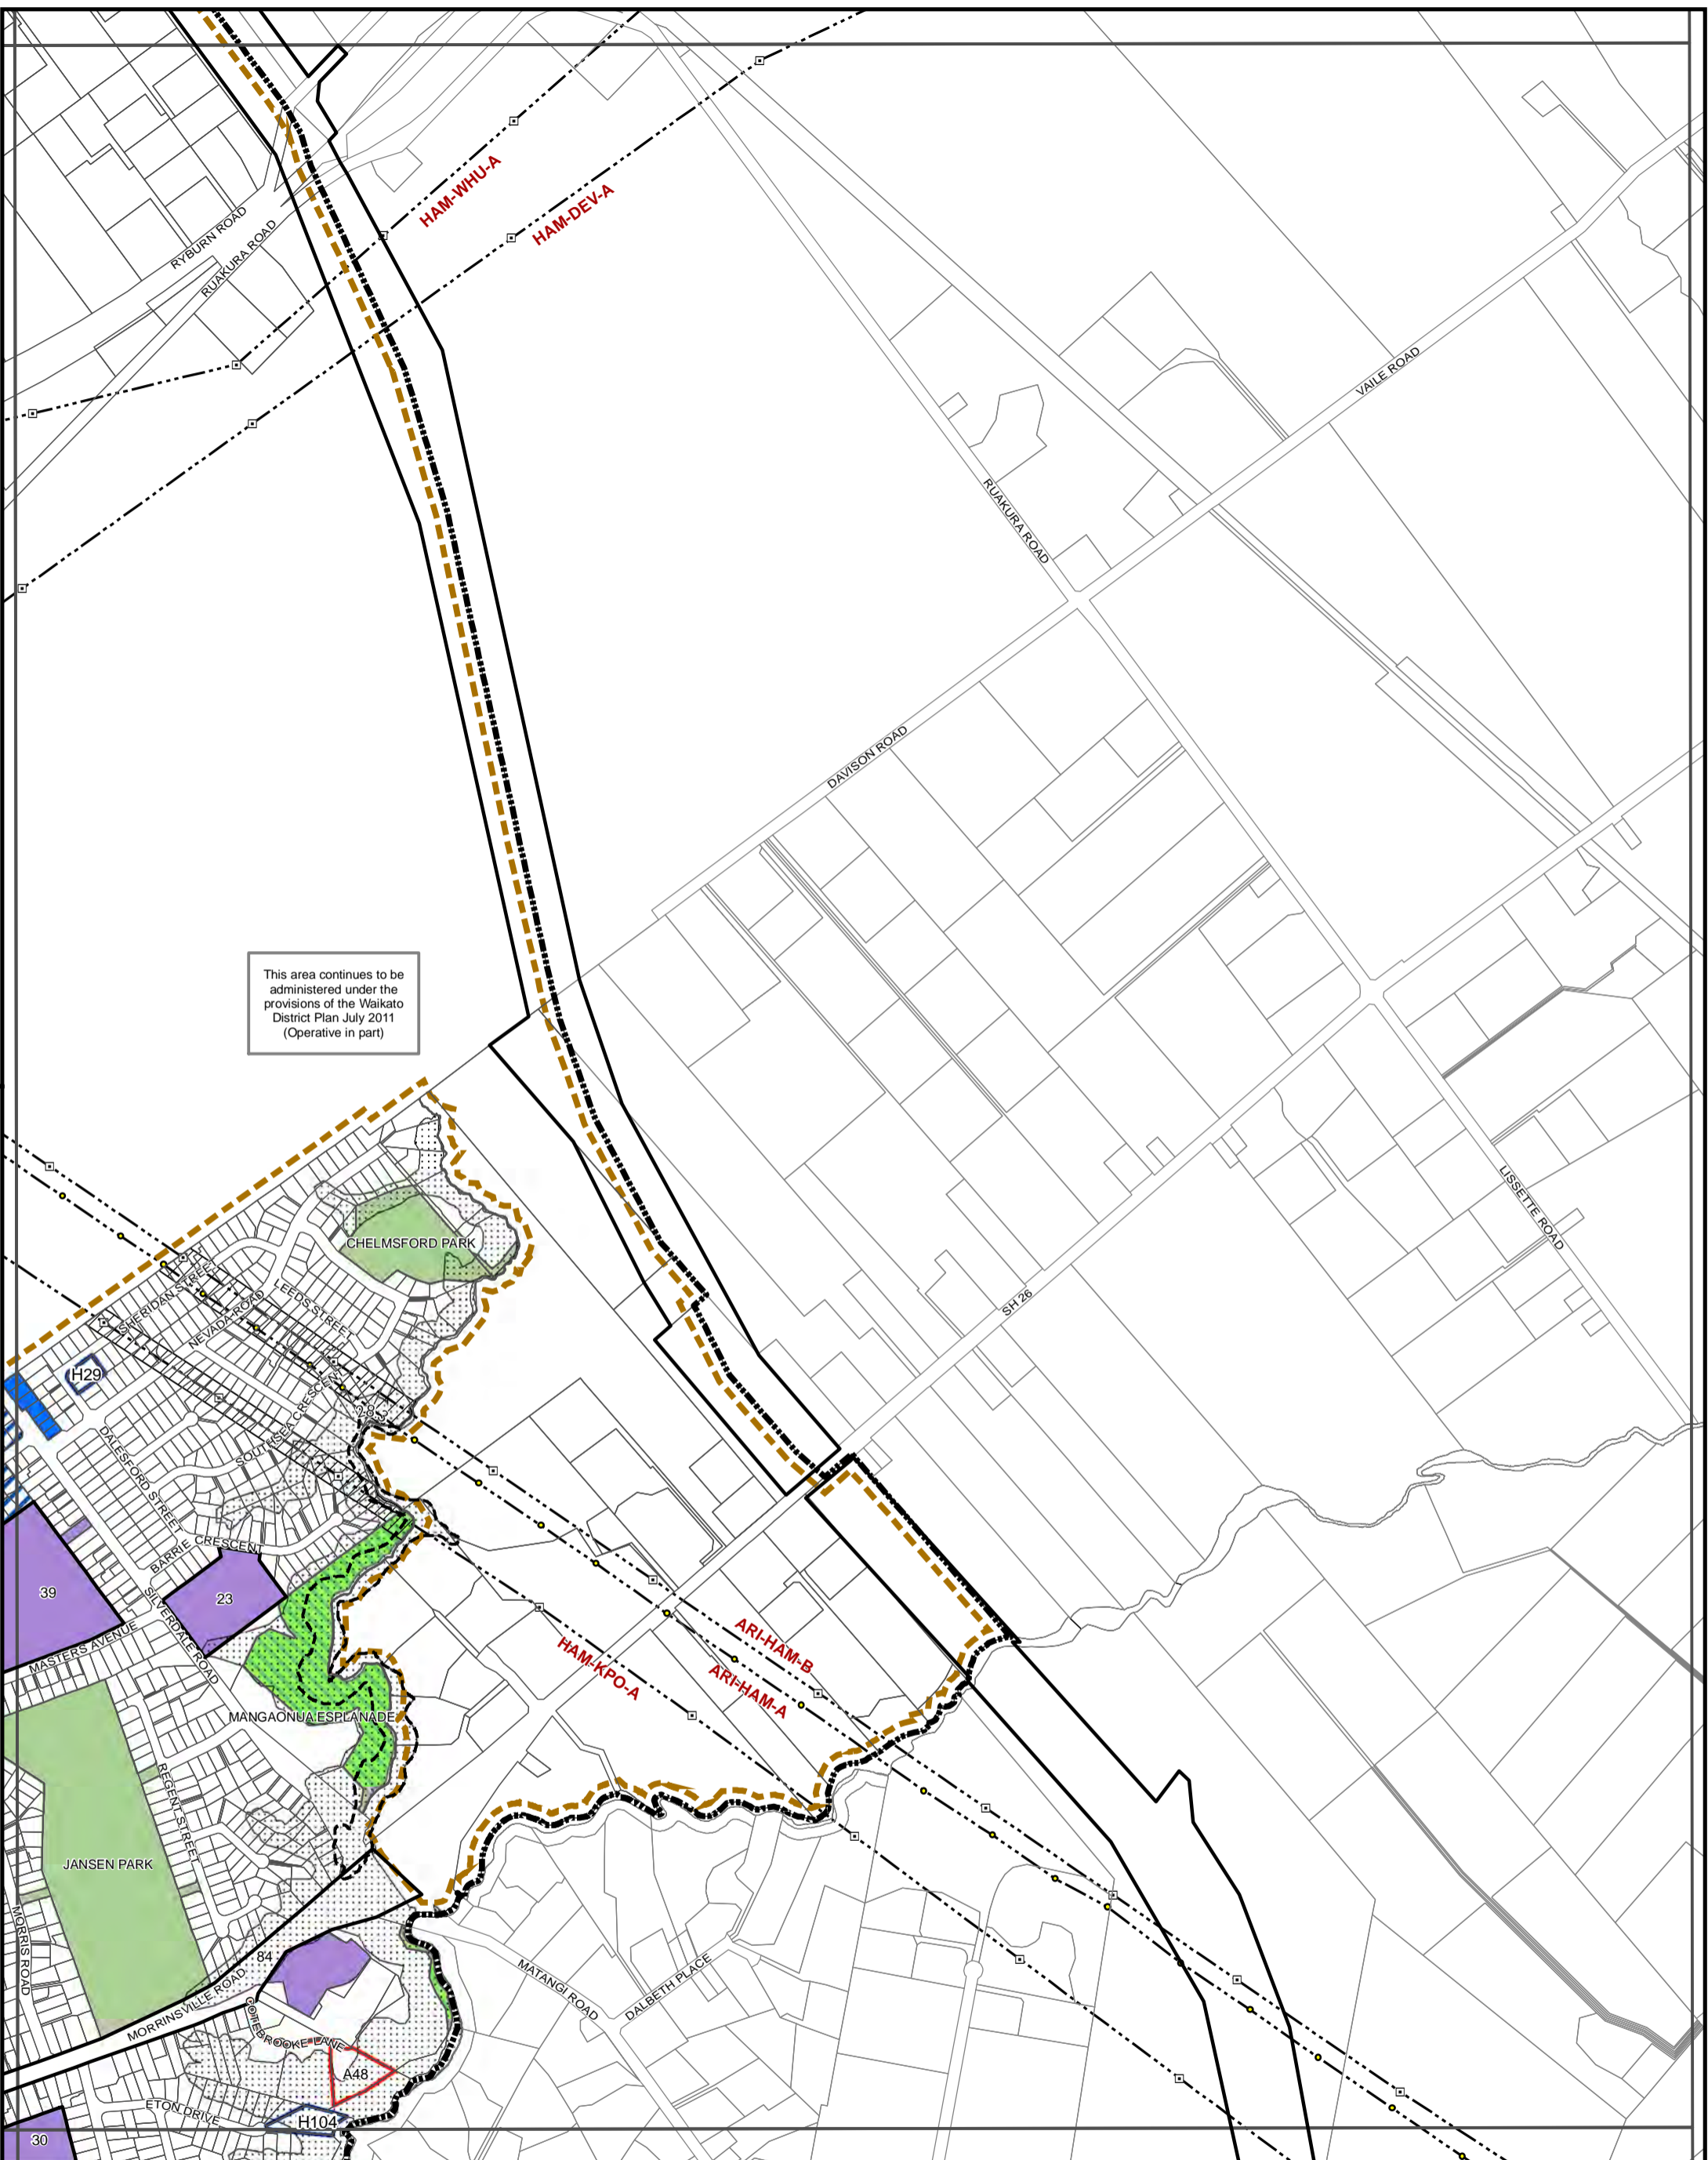 HAM-WHU-A
HAM-DEV-A
RYBURN ROAD
RUAKURA ROAD
VAILE ROAD
RUAKURA ROAD
DAVISON ROAD
This area continues to be
administered under the
provisions of the Waikato
District Plan July 2011
(Operative in part)
LISSETTE ROAD
CHELMSFORD PARK
SHERIDAN STREET
LEEDS STREET
NEVADA ROAD
SH 26
H29
SOUTHSEA CRESCENT
DALESFORD STREET
BARRIE CRESCENT
39
23
SILVERDALE ROAD
MASTERS AVENUE
ARI-HAM-B
HAM-KPO-A
ARI-HAM-A
MANGAONUA ESPLANADE
REGENT STREET
JANSEN PARK
MORRIS ROAD
84
MORRINSVILLE ROAD
MATANGI ROAD
DALBETH PLACE
COTEBROOKE LANE
A48
ETON DRIVE
H104
30